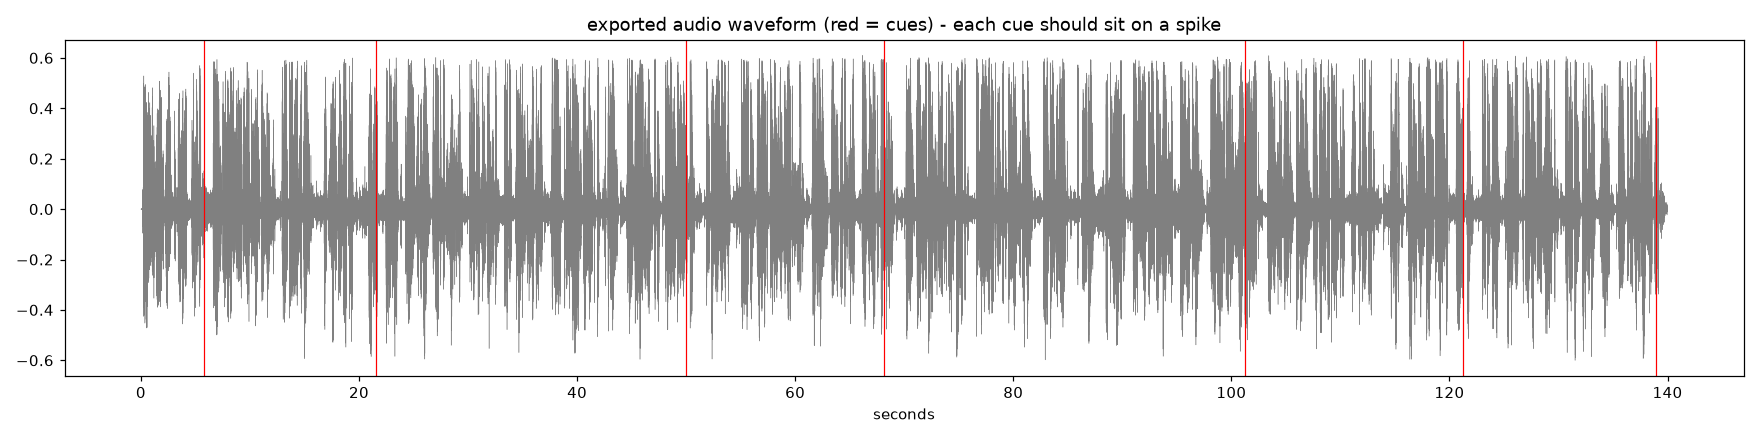 exported audio waveform (red = cues) - each cue should sit on a spike
0.6
0.4
0.2
0.0
−0.2
−0.4
−0.6
0 20 40 60 80 100 120 140
seconds